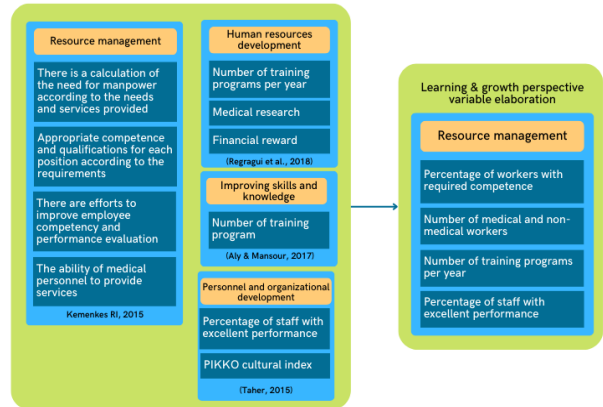 Resource management
There is a calculation of
the need for manpower
according to the needs
and services provided
Appropriate competence
and qualifications for each
position according to the
requirements
There are efforts to
improve employee
competency and
performance evaluation
The ability of medical
personnel to provide
services
Kemenkes RI, 2015
Human resources
development
Number of training
programs per year
Medical research
Financial reward
(Regragui et al., 2018)
Improving skills and
knowledge
Number of training
program
(Aly & Mansour, 2017)
Personnel and organizational
development
Percentage of staff with
excellent performance
PIKKO cultural index
(Taher, 2015)
Learning & growth perspective
variable elaboration
Resource management
Percentage of workers with
required competence
Number of medical and non-
medical workers
Number of training programs
per year
Percentage of staff with
excellent performance